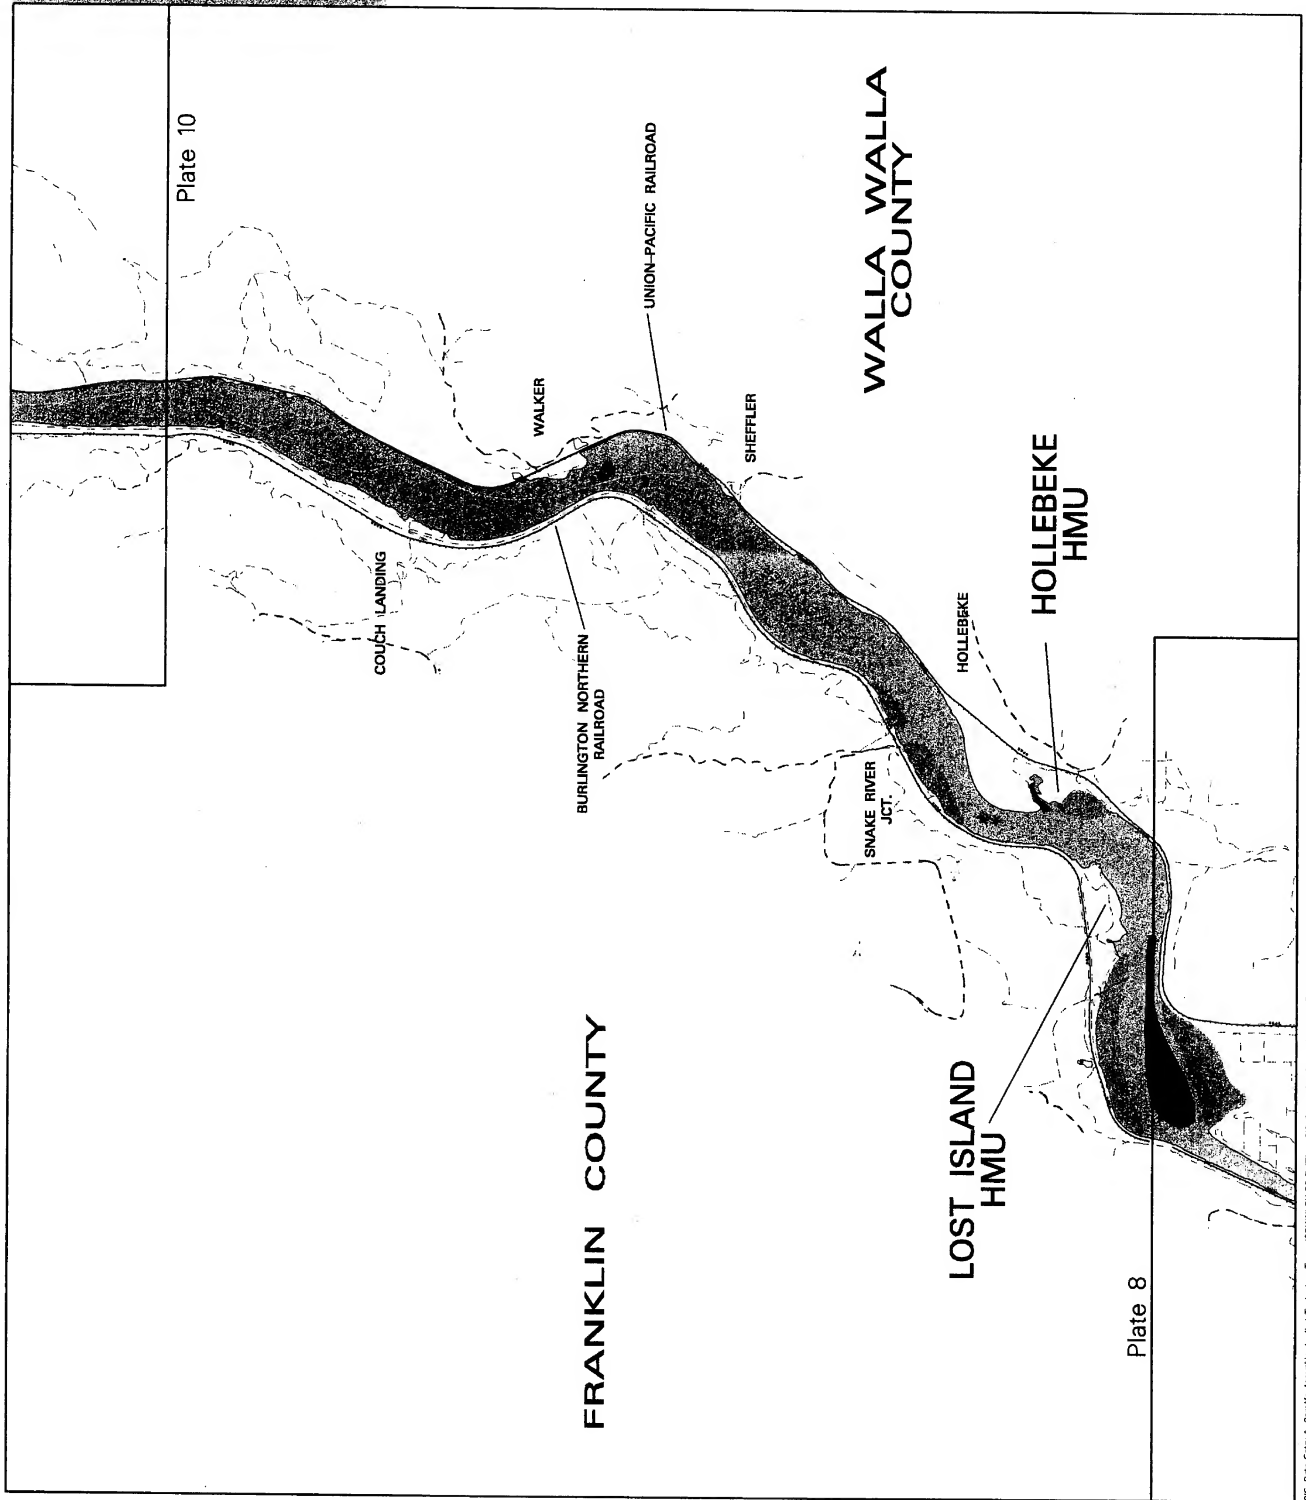 Plate 10
UNION-PACIFIC RAILROAD
WALLA WALLA
COUNTY
WALKER
SHEFFLER
COUCH LANDING
BURLINGTON NORTHERN
RAILROAD
HOLLEBEKE
HOLLEBEKE
HMU
SNAKE RIVER
JCT.
FRANKLIN COUNTY
LOST ISLAND
HMU
Plate 8